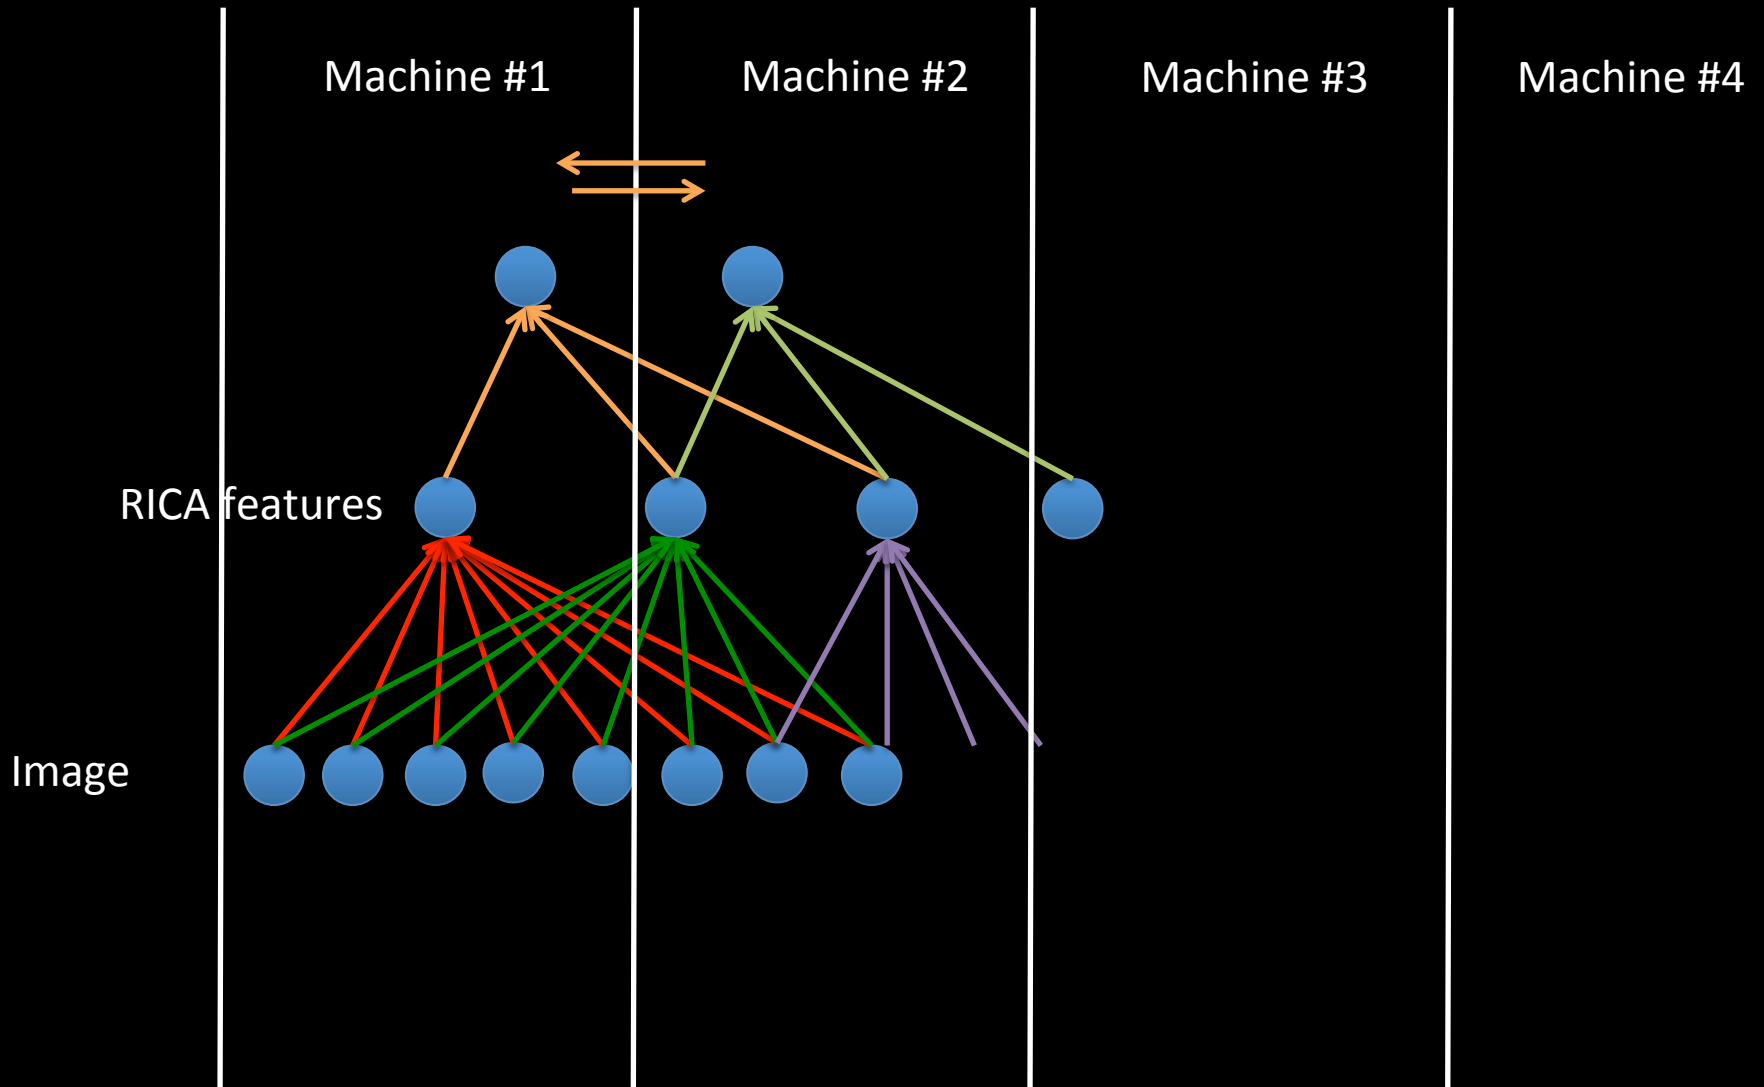 Machine #1
Machine #2
Machine #3
Machine #4
RICA features
Image